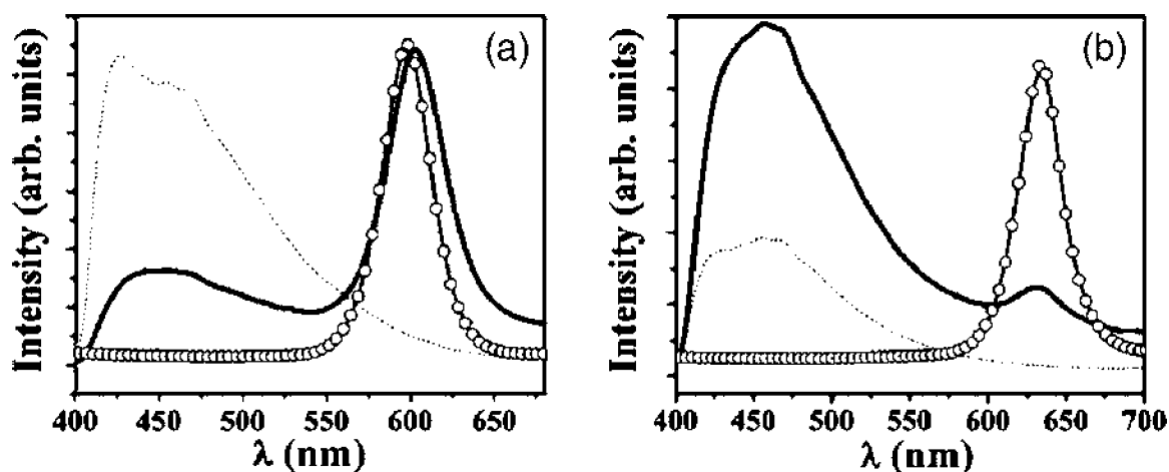 (a)
Intensity (arb. units)
400 450 500 550 600 650
λ (nm)
(b)
Intensity (arb. units)
400 450 500 550 600 650 700
λ (nm)